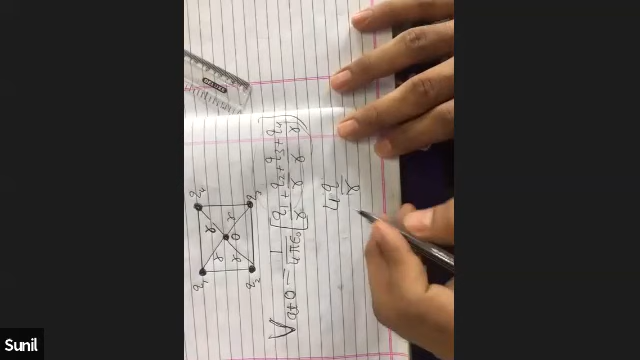 q₄ q₃
r r
O
r r
q₁ q₂
V at O = 1/4πε₀ [q₁/r + q₂/r + q₃/r + q₄/r]
4q/r
Sunil